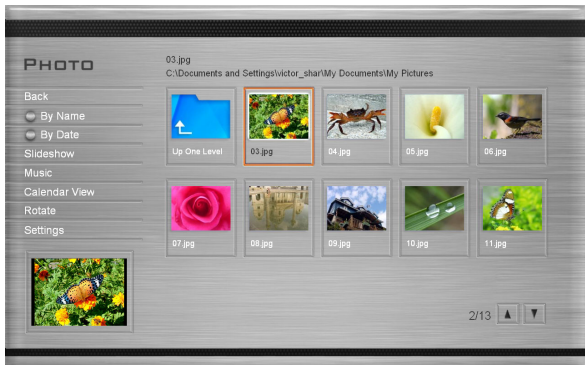 PHOTO
03.jpg
C:\Documents and Settings\victor_shar\My Documents\My Pictures
Back
By Name
By Date
Slideshow
Music
Calendar View
Rotate
Settings
Up One Level
03.jpg
04.jpg
05.jpg
06.jpg
07.jpg
08.jpg
09.jpg
10.jpg
11.jpg
2/13